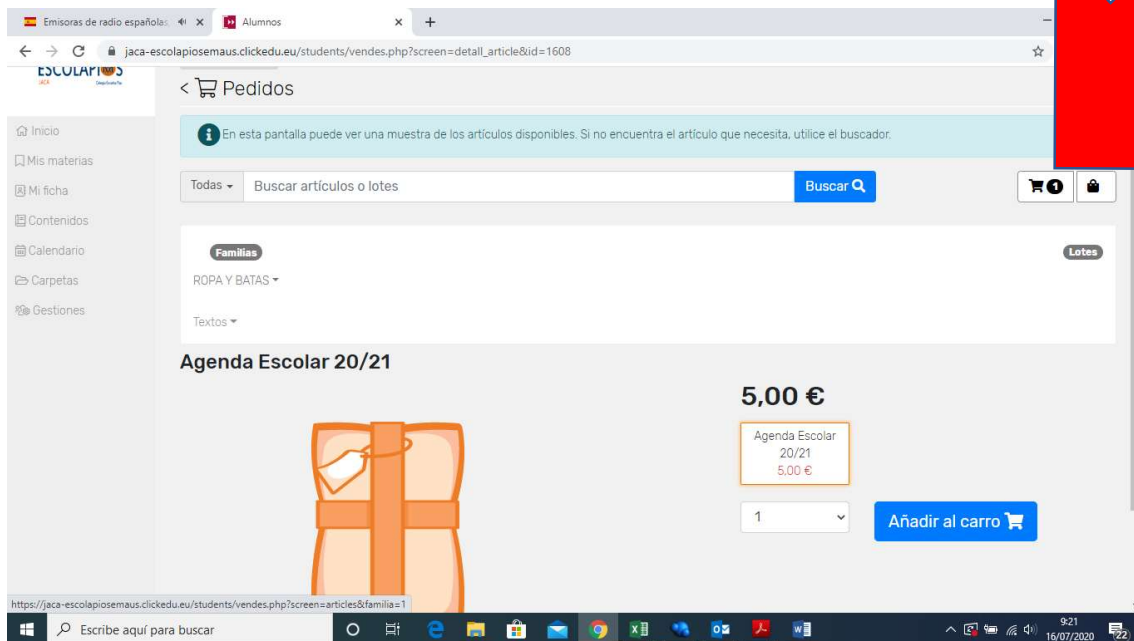 Emisoras de radio españolas
Alumnos
jaca-escolapiosemaus.clickedu.eu/students/vendes.php?screen=detall_article&id=1608
ESCOLAPIOS
JACA
< Pedidos
Inicio
Mis materias
Mi ficha
Contenidos
Calendario
Carpetas
Gestiones
En esta pantalla puede ver una muestra de los artículos disponibles. Si no encuentra el artículo que necesita, utilice el buscador.
Todas
Buscar artículos o lotes
Buscar
1
Familias
Lotes
ROPA Y BATAS
Textos
Agenda Escolar 20/21
5,00 €
Agenda Escolar
20/21
5,00 €
1
Añadir al carro
https://jaca-escolapiosemaus.clickedu.eu/students/vendes.php?screen=articles&familia=1
Escribe aquí para buscar
9:21
16/07/2020
22